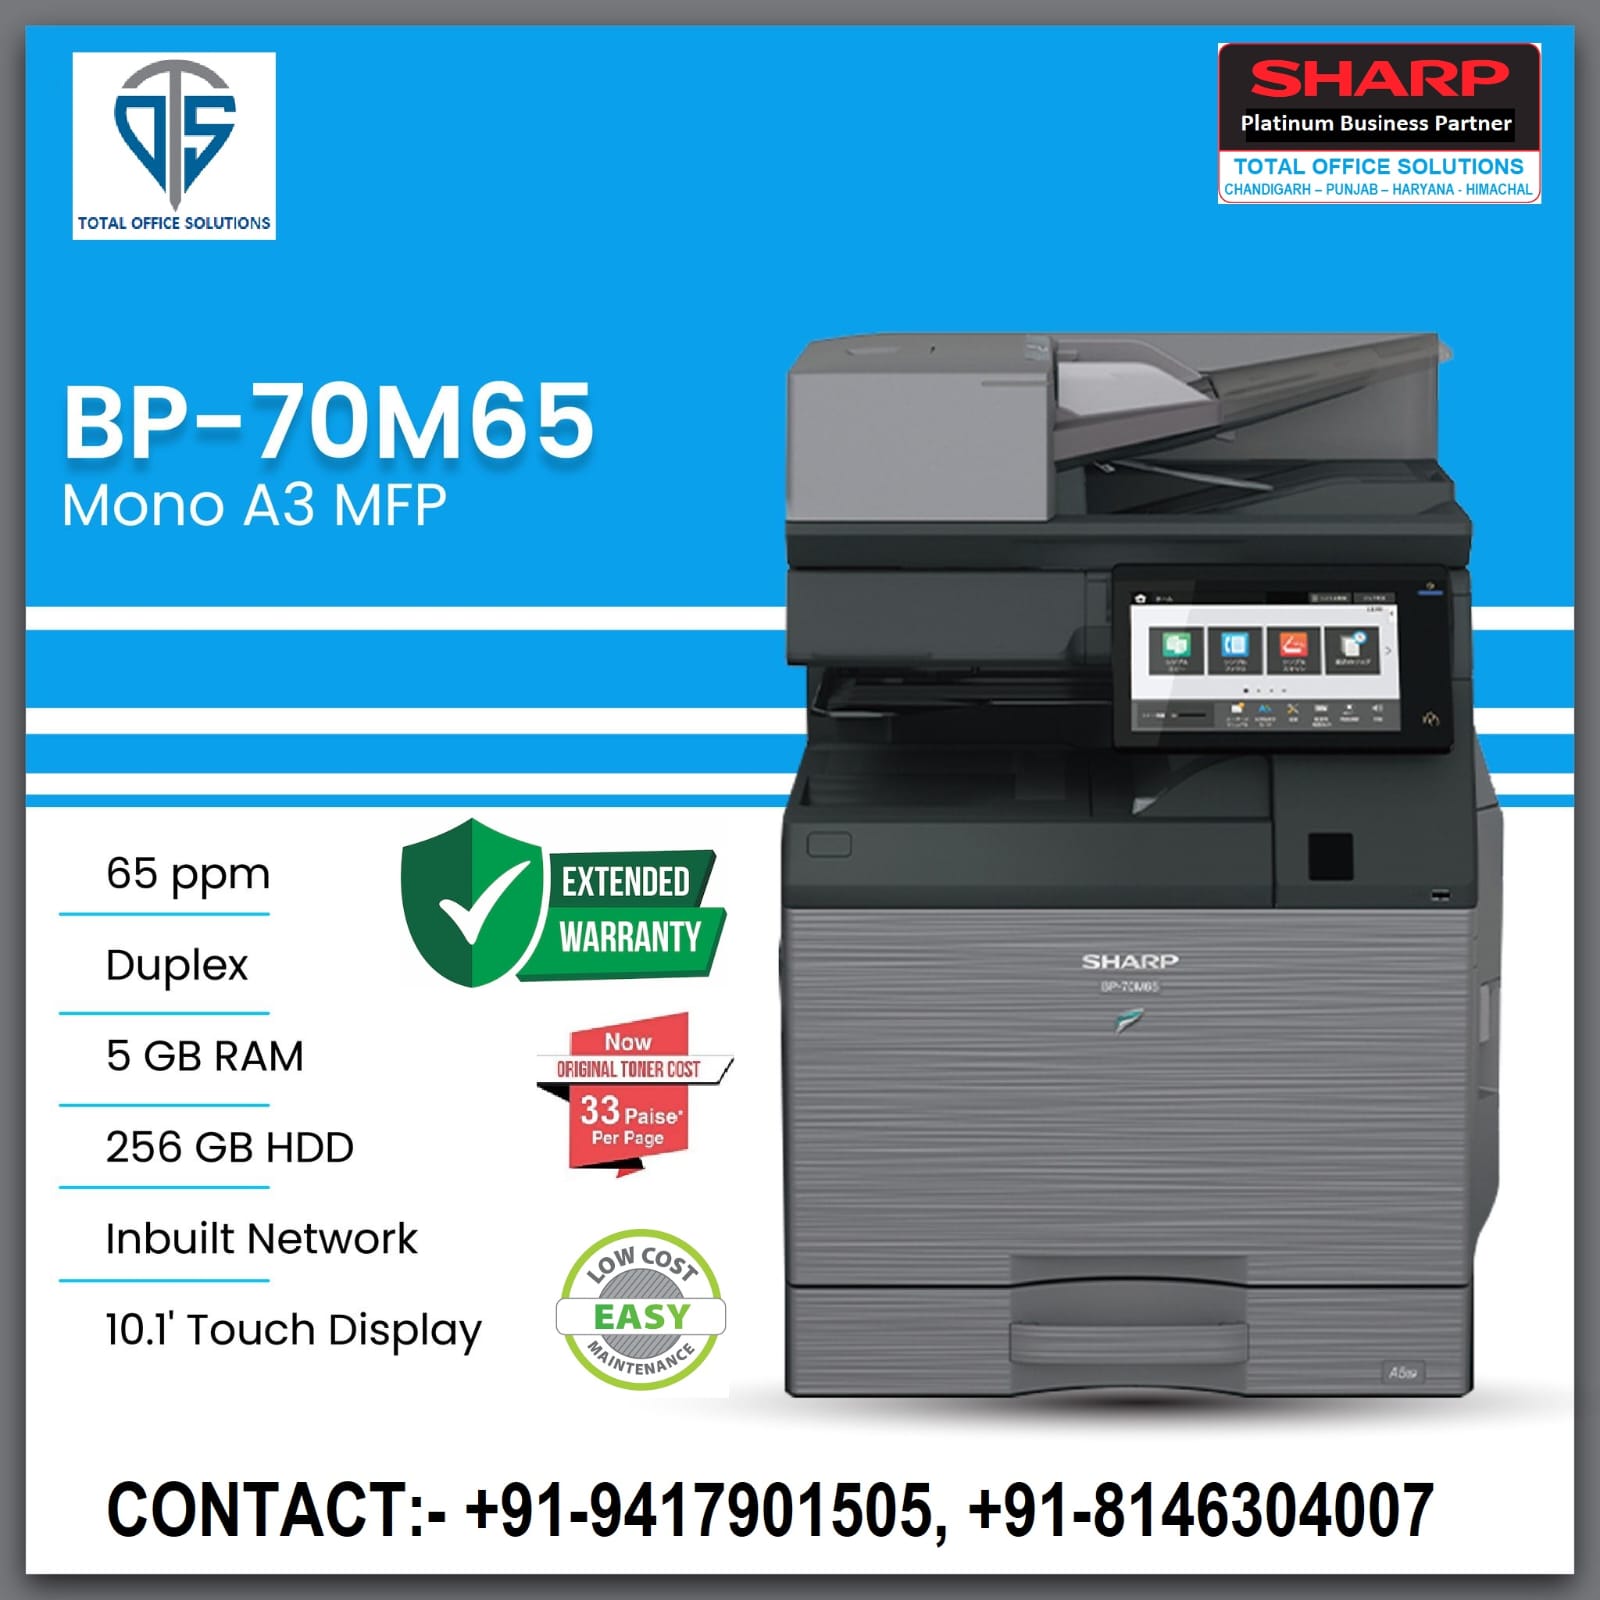 TOTAL OFFICE SOLUTIONS
SHARP
Platinum Business Partner
TOTAL OFFICE SOLUTIONS
CHANDIGARH – PUNJAB – HARYANA - HIMACHAL
BP-70M65
Mono A3 MFP
65 ppm
Duplex
5 GB RAM
256 GB HDD
Inbuilt Network
10.1' Touch Display
EXTENDED
WARRANTY
Now
ORIGINAL TONER COST
33 Paise*
Per Page
LOW COST
EASY
MAINTENANCE
SHARP
BP-70M65
CONTACT:- +91-9417901505, +91-8146304007